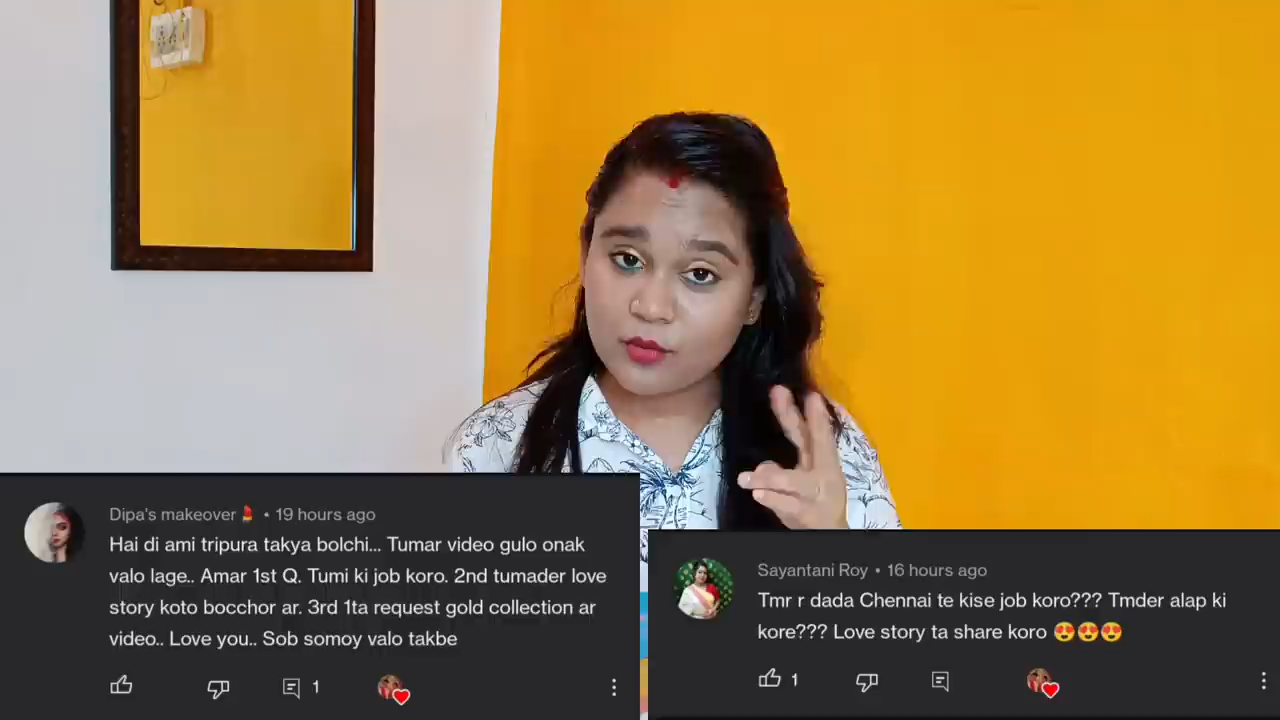 Dipa's makeover💄 • 19 hours ago
Hai di ami tripura takya bolchi... Tumar video gulo onak
valo lage.. Amar 1st Q. Tumi ki job koro. 2nd tumader love
story koto bocchor ar. 3rd 1ta request gold collection ar
video.. Love you.. Sob somoy valo takbe
1
Sayantani Roy • 16 hours ago
Tmr r dada Chennai te kise job koro??? Tmder alap ki
kore??? Love story ta share koro 😍😍😍
1